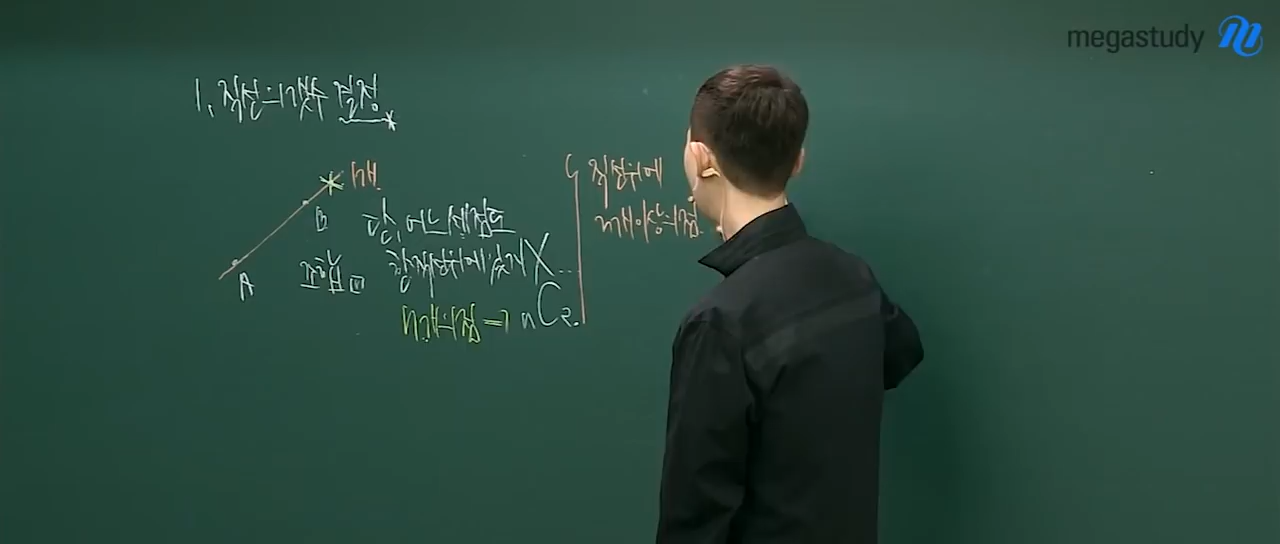 megastudy
1. 직선의 개수 결정
1개
B
A
단, 어느 세 점도
조합
한 직선 위에 있지 X
n개의 점 ⇒ nC2.
직선 위에